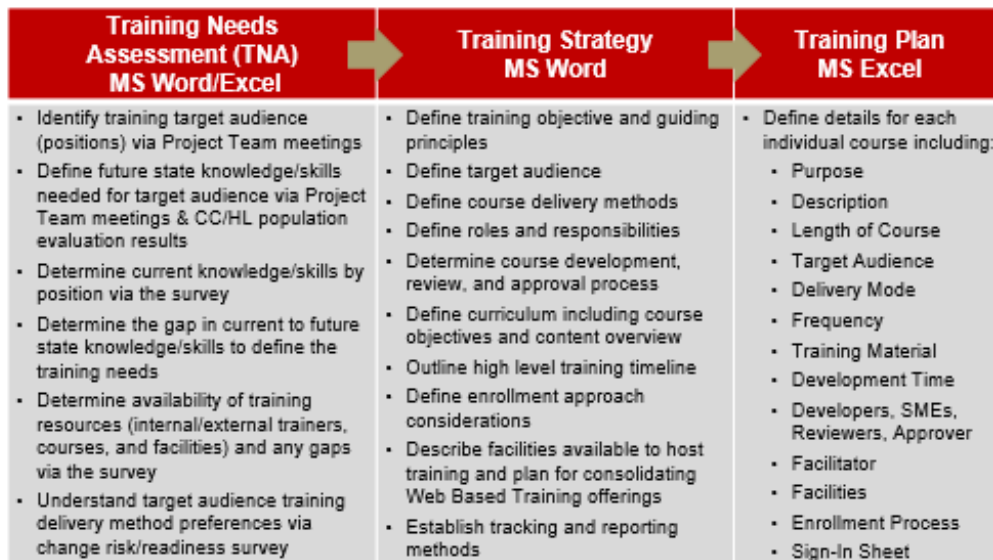 Training Needs
Assessment (TNA)
MS Word/Excel
• Identify training target audience
(positions) via Project Team meetings
• Define future state knowledge/skills
needed for target audience via Project
Team meetings & CC/HL population
evaluation results
• Determine current knowledge/skills by
position via the survey
• Determine the gap in current to future
state knowledge/skills to define the
training needs
• Determine availability of training
resources (internal/external trainers,
courses, and facilities) and any gaps
via the survey
• Understand target audience training
delivery method preferences via
change risk/readiness survey
Training Strategy
MS Word
• Define training objective and guiding
principles
• Define target audience
• Define course delivery methods
• Define roles and responsibilities
• Determine course development,
review, and approval process
• Define curriculum including course
objectives and content overview
• Outline high level training timeline
• Define enrollment approach
considerations
• Describe facilities available to host
training and plan for consolidating
Web Based Training offerings
• Establish tracking and reporting
methods
Training Plan
MS Excel
• Define details for each
individual course including:
• Purpose
• Description
• Length of Course
• Target Audience
• Delivery Mode
• Frequency
• Training Material
• Development Time
• Developers, SMEs,
Reviewers, Approver
• Facilitator
• Facilities
• Enrollment Process
• Sign-In Sheet